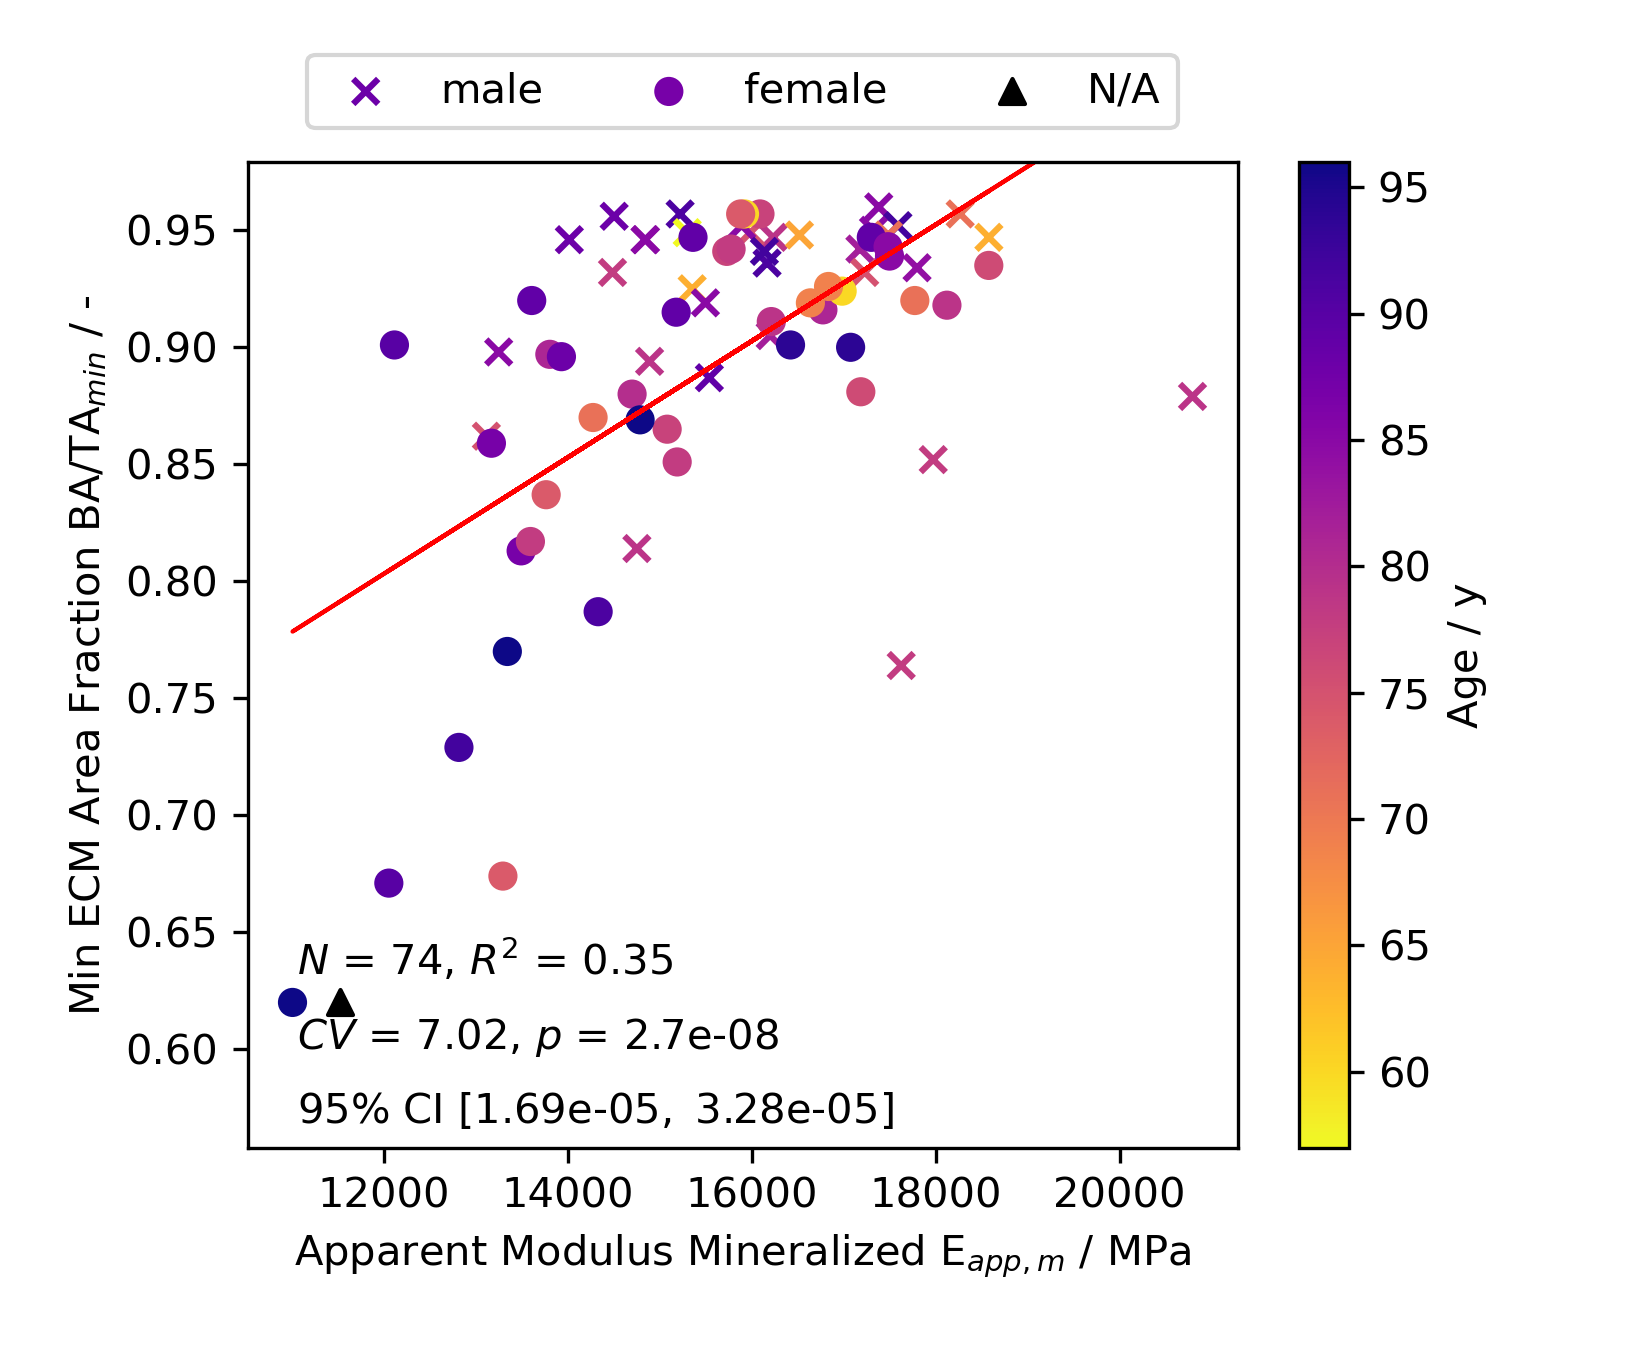 male female N/A
0.95
0.90
0.85
0.80
0.75
0.70
0.65
0.60
Min ECM Area Fraction BA/TA_min / -
N = 74, R² = 0.35
CV = 7.02, p = 2.7e-08
95% CI [1.69e-05, 3.28e-05]
12000 14000 16000 18000 20000
Apparent Modulus Mineralized E_app,m / MPa
95
90
85
80
75
70
65
60
Age / y